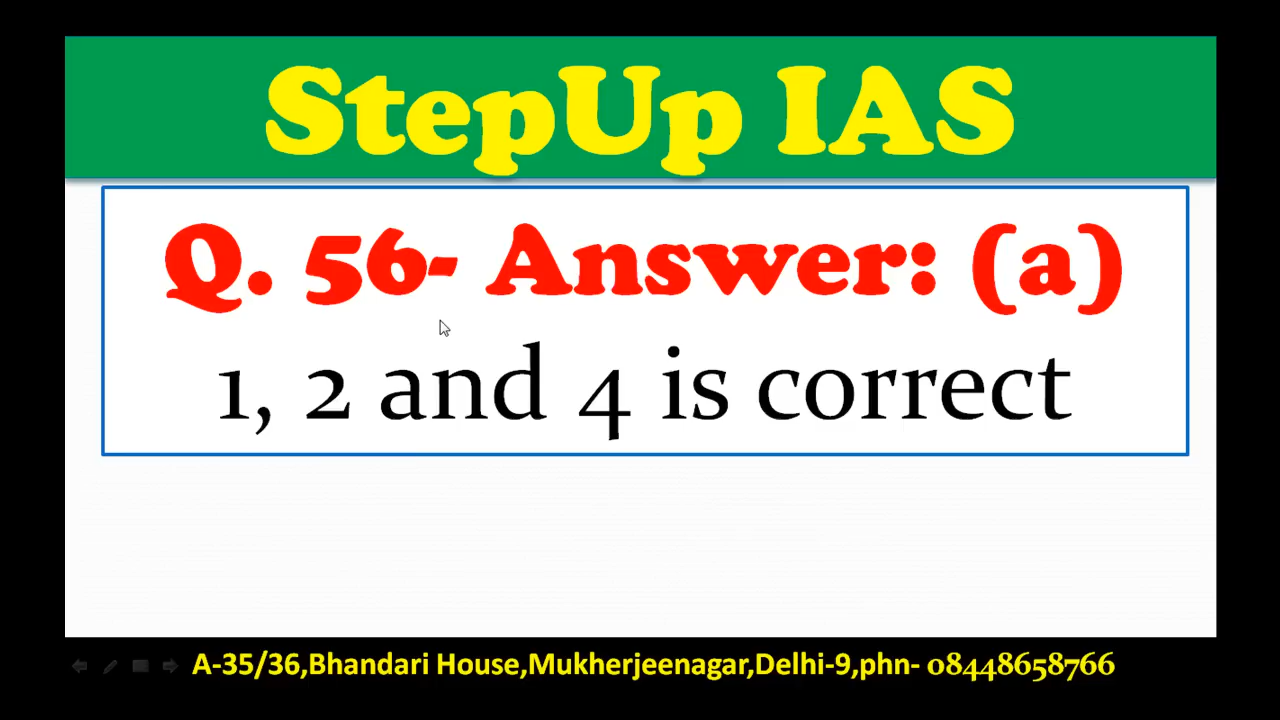 StepUp IAS
Q. 56- Answer: (a)
1, 2 and 4 is correct
A-35/36,Bhandari House,Mukherjeenagar,Delhi-9,phn- 08448658766